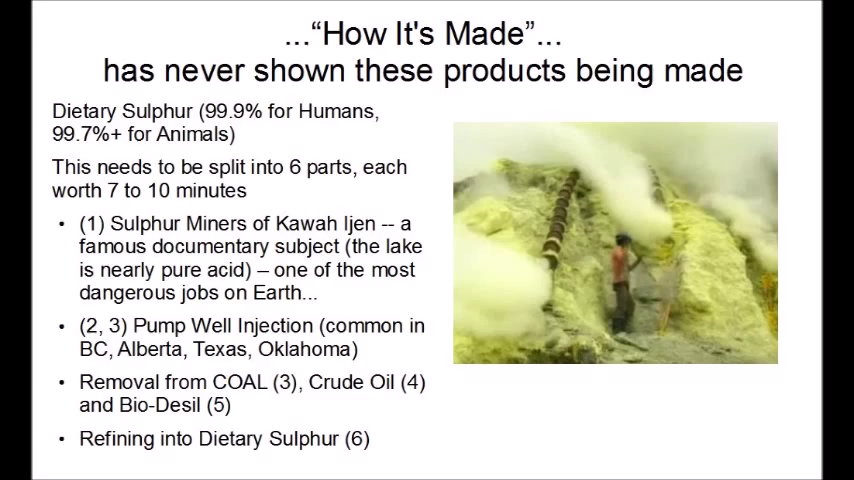 ..."How It's Made"...
has never shown these products being made
Dietary Sulphur (99.9% for Humans,
99.7%+ for Animals)
This needs to be split into 6 parts, each
worth 7 to 10 minutes
• (1) Sulphur Miners of Kawah Ijen -- a
famous documentary subject (the lake
is nearly pure acid) – one of the most
dangerous jobs on Earth...
• (2, 3) Pump Well Injection (common in
BC, Alberta, Texas, Oklahoma)
• Removal from COAL (3), Crude Oil (4)
and Bio-Desil (5)
• Refining into Dietary Sulphur (6)